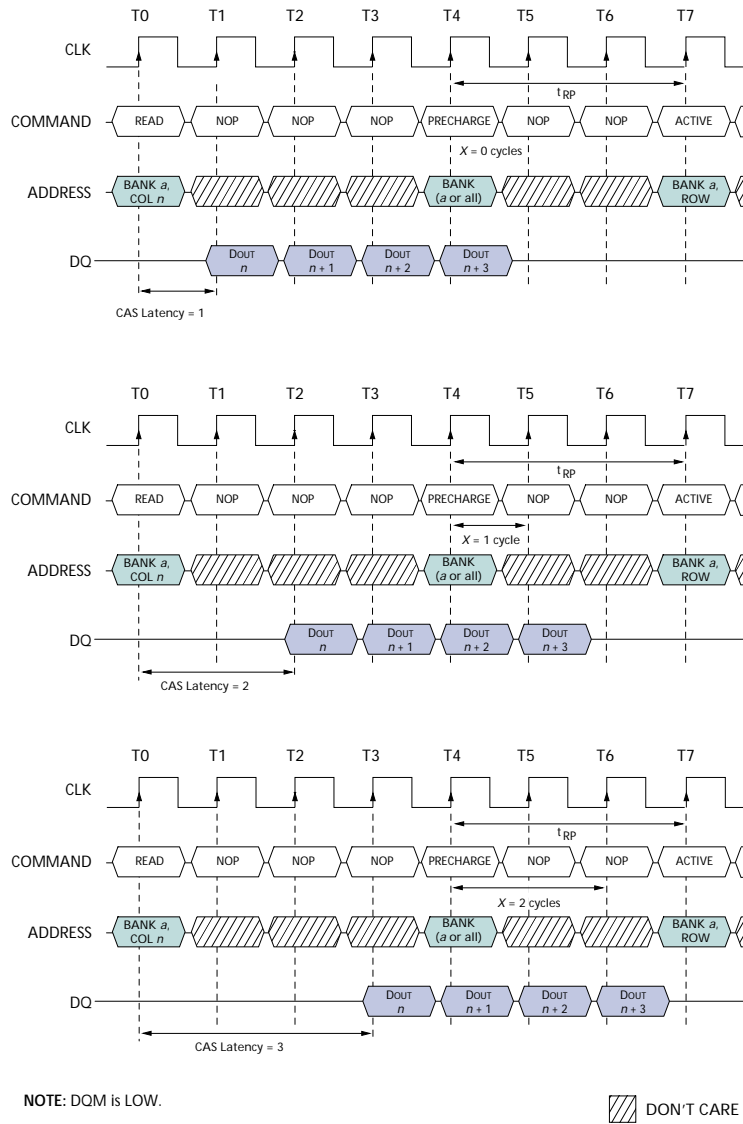 T0 T1 T2 T3 T4 T5 T6 T7
CLK
tRP
COMMAND READ NOP NOP NOP PRECHARGE NOP NOP ACTIVE
X = 0 cycles
ADDRESS BANK a, COL n BANK (a or all) BANK a, ROW
DQ DOUT n DOUT n + 1 DOUT n + 2 DOUT n + 3
CAS Latency = 1
T0 T1 T2 T3 T4 T5 T6 T7
CLK
tRP
COMMAND READ NOP NOP NOP PRECHARGE NOP NOP ACTIVE
X = 1 cycle
ADDRESS BANK a, COL n BANK (a or all) BANK a, ROW
DQ DOUT n DOUT n + 1 DOUT n + 2 DOUT n + 3
CAS Latency = 2
T0 T1 T2 T3 T4 T5 T6 T7
CLK
tRP
COMMAND READ NOP NOP NOP PRECHARGE NOP NOP ACTIVE
X = 2 cycles
ADDRESS BANK a, COL n BANK (a or all) BANK a, ROW
DQ DOUT n DOUT n + 1 DOUT n + 2 DOUT n + 3
CAS Latency = 3
NOTE: DQM is LOW.
DON'T CARE